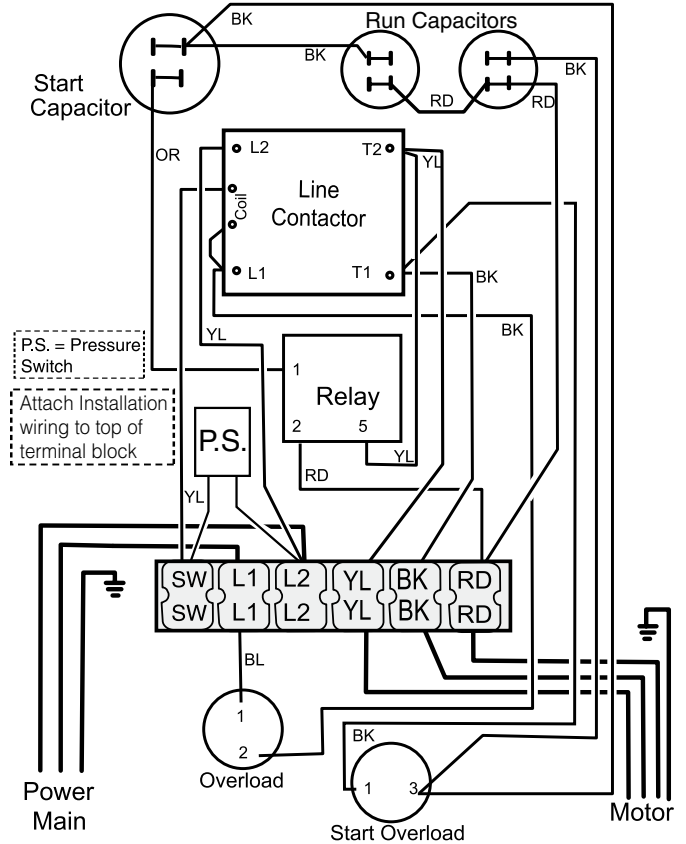 BK
Run Capacitors
BK
BK
Start
Capacitor
RD
RD
OR
L2
T2
YL
Line
Contactor
Coil
L1
T1
BK
BK
YL
P.S. = Pressure
Switch
1
Relay
2
5
Attach Installation
wiring to top of
terminal block
P.S.
YL
RD
YL
SW
L1
L2
YL
BK
RD
SW
L1
L2
YL
BK
RD
BL
1
2
Overload
BK
1
3
Start Overload
Power
Main
Motor